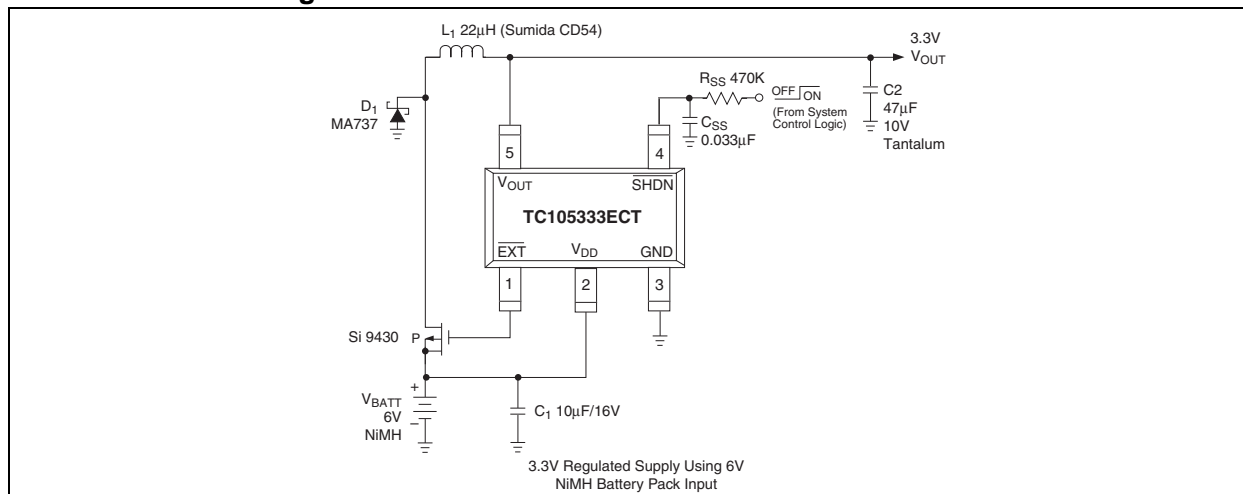 L1 22µH (Sumida CD54)
3.3V
VOUT
D1
MA737
RSS 470K
OFF ON
(From System
Control Logic)
CSS
0.033µF
C2
47µF
10V
Tantalum
5
4
VOUT
SHDN
TC105333ECT
EXT
VDD
GND
1
2
3
Si 9430
P
+
VBATT
6V
−
NiMH
C1 10µF/16V
3.3V Regulated Supply Using 6V
NiMH Battery Pack Input